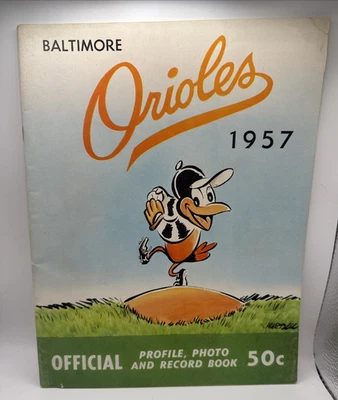 BALTIMORE
Orioles
1957
OFFICIAL PROFILE, PHOTO
AND RECORD BOOK 50c